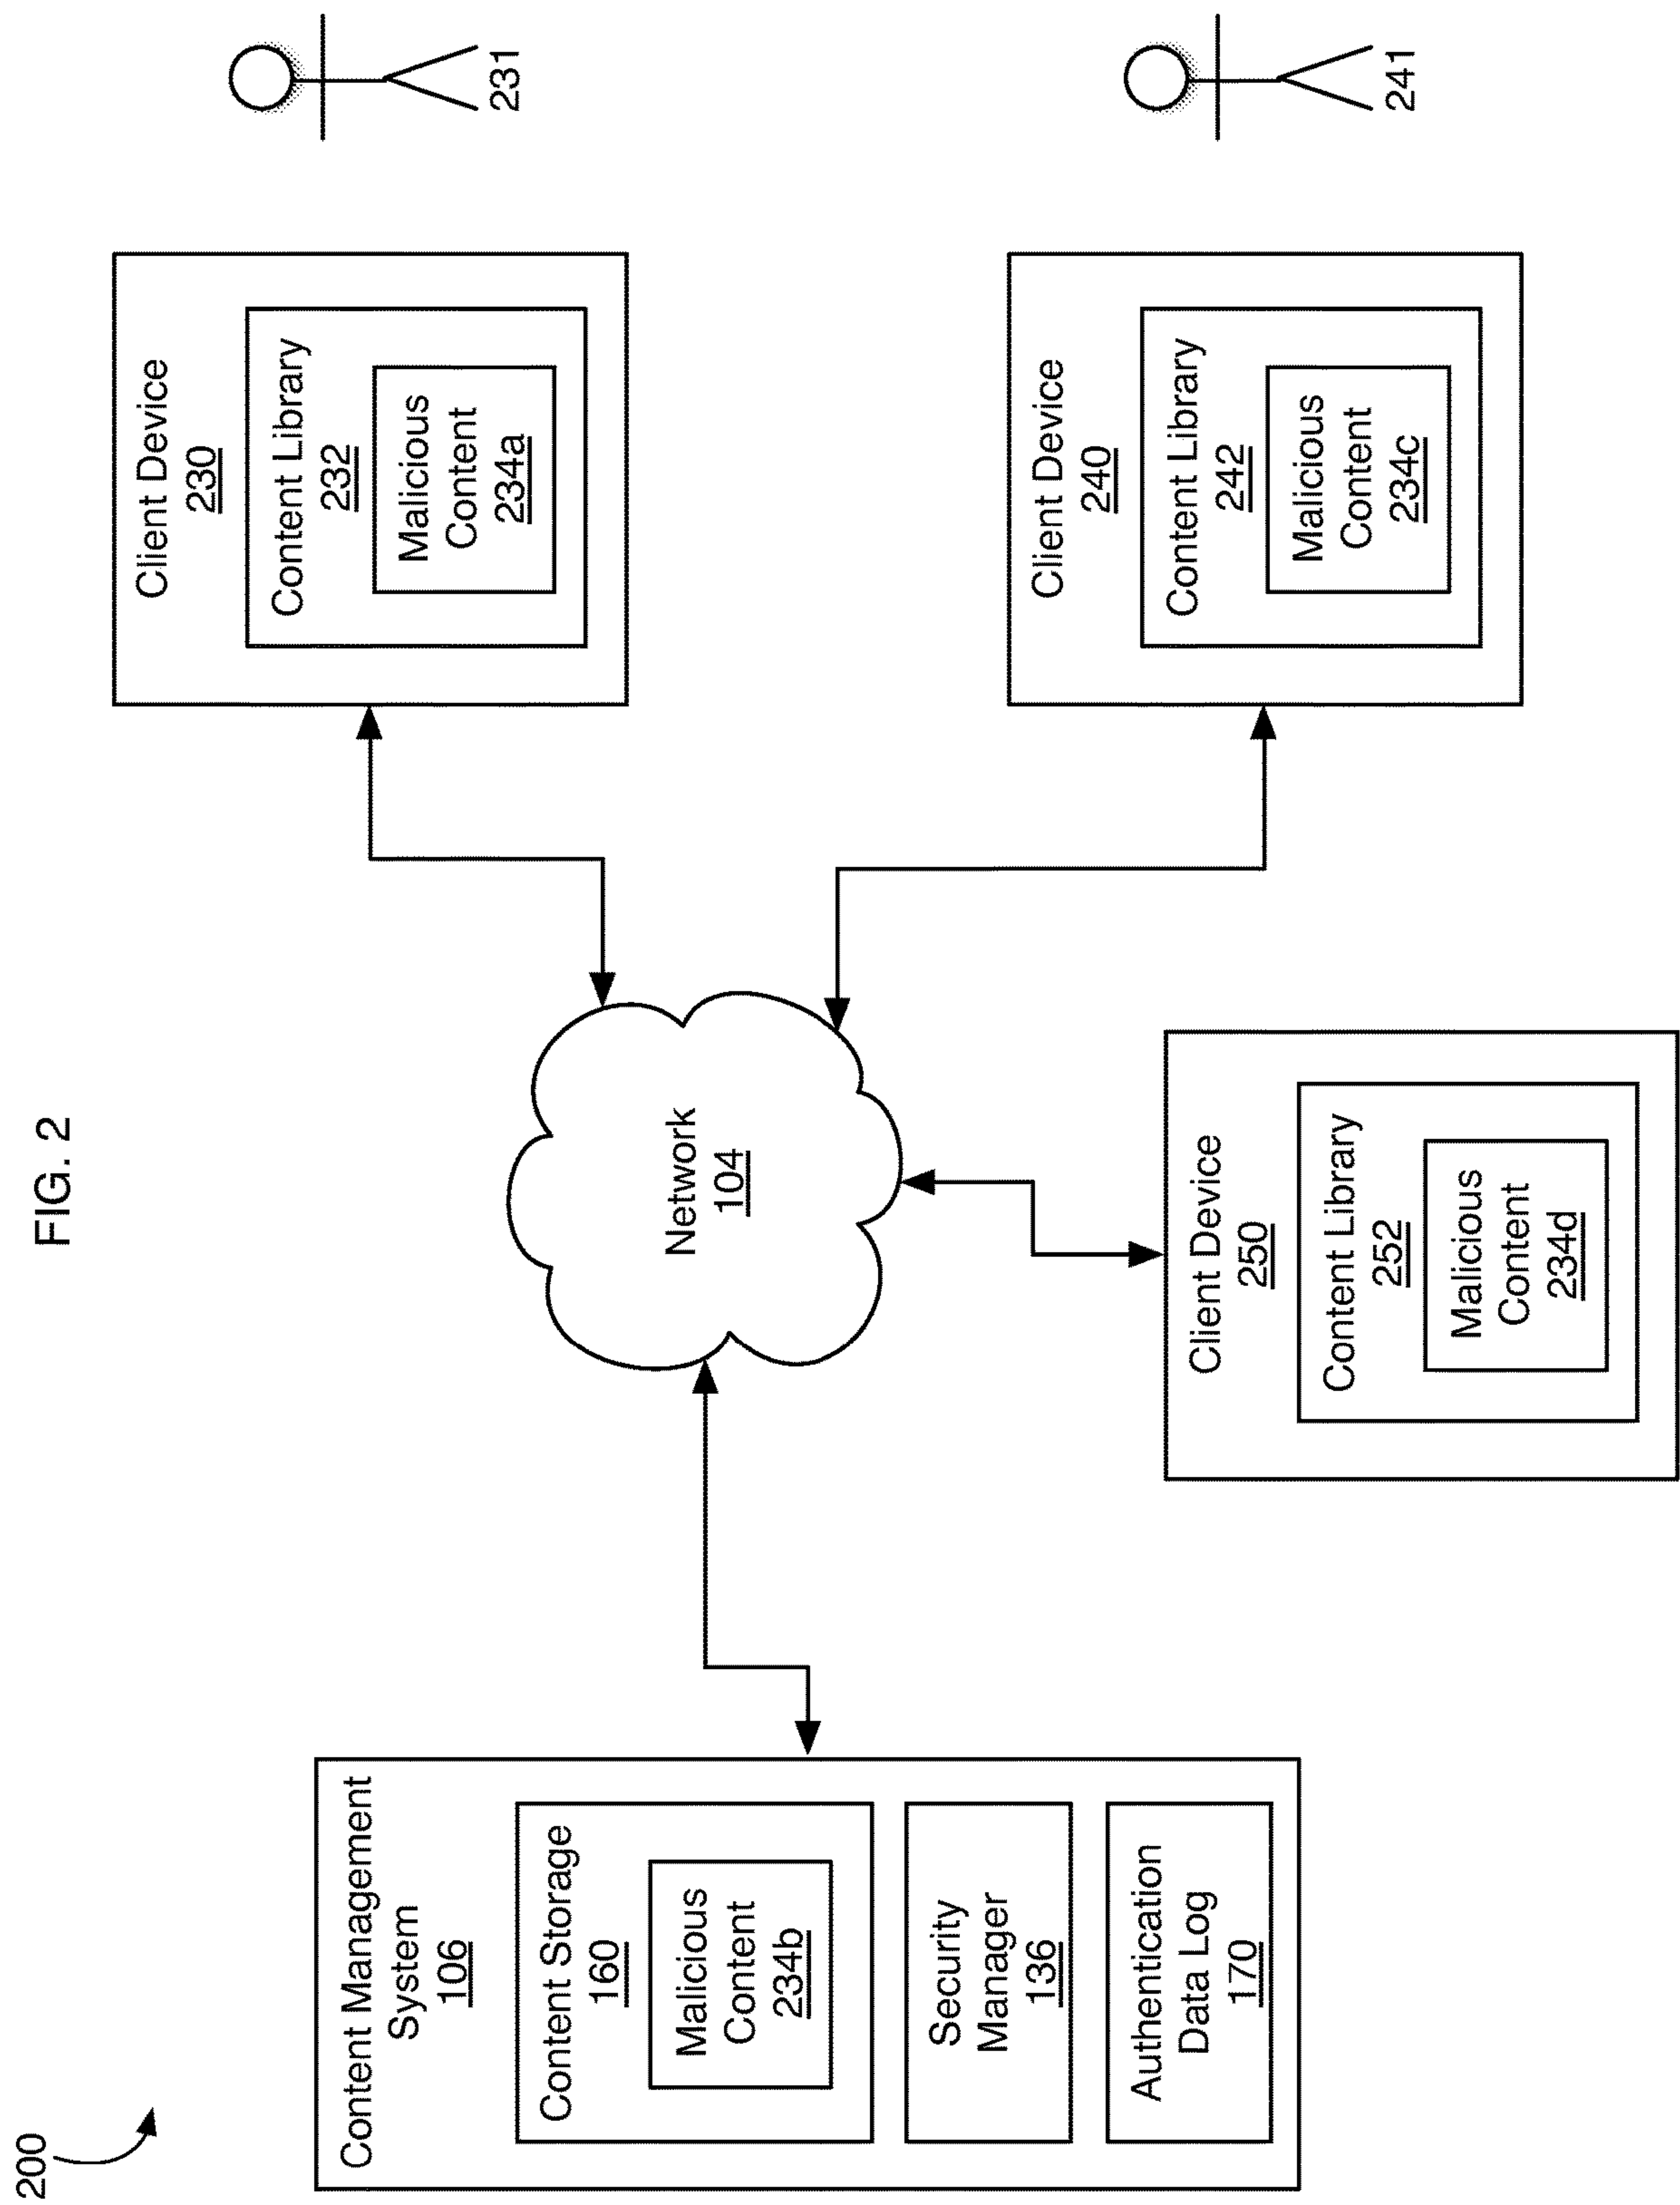 FIG. 2
200
Content Management
System
106
Content Storage
160
Malicious
Content
234b
Security
Manager
136
Authentication
Data Log
170
Network
104
Client Device
230
Content Library
232
Malicious
Content
234a
231
Client Device
240
Content Library
242
Malicious
Content
234c
241
Client Device
250
Content Library
252
Malicious
Content
234d